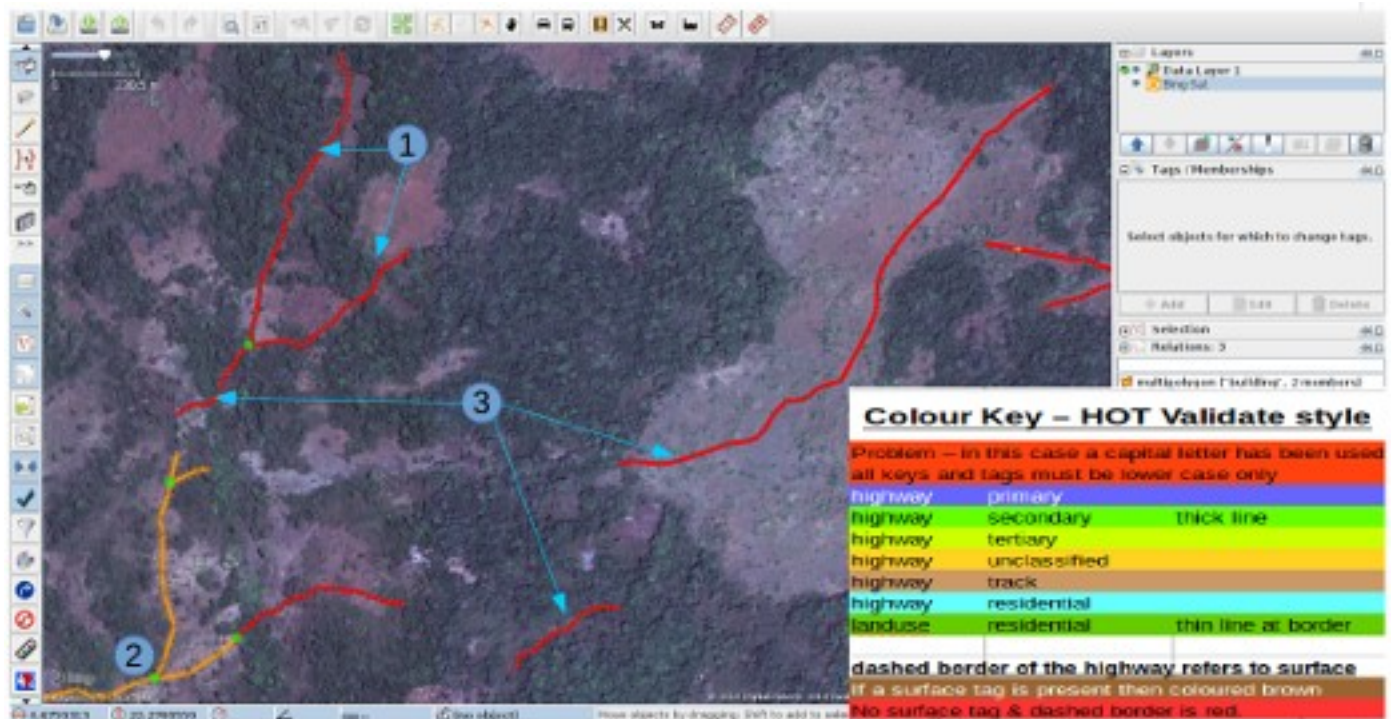 1
2
3
Layers
Data Layer 1
Bing Sat
Tags / Memberships
Select objects for which to change tags.
Add Edit Delete
Selection
Relations: 3
multipolygon ("building", 2 members)
Colour Key – HOT Validate style
Problem – in this case a capital letter has been used
all keys and tags must be lower case only
highway primary
highway secondary thick line
highway tertiary
highway unclassified
highway track
highway residential
landuse residential thin line at border
dashed border of the highway refers to surface
If a surface tag is present then coloured brown
No surface tag & dashed border is red.
(no object)